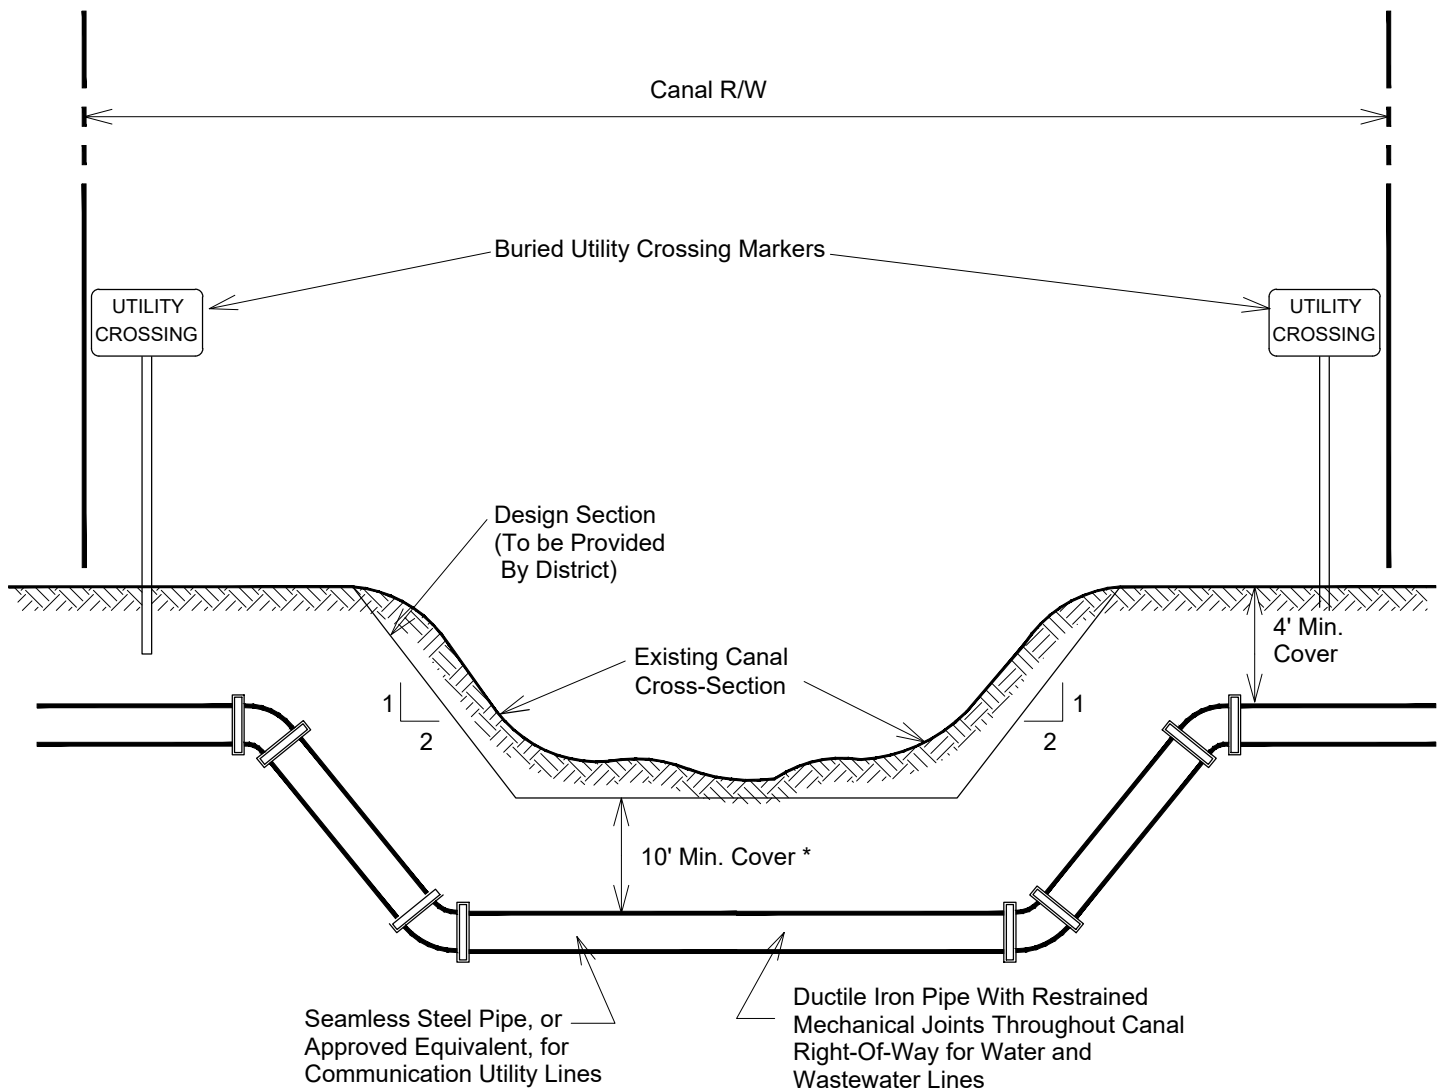 Canal R/W
Buried Utility Crossing Markers
UTILITY
CROSSING
UTILITY
CROSSING
Design Section
(To be Provided
By District)
4' Min.
Cover
Existing Canal
Cross-Section
1
2
1
2
10' Min. Cover *
Seamless Steel Pipe, or
Approved Equivalent, for
Communication Utility Lines
Ductile Iron Pipe With Restrained
Mechanical Joints Throughout Canal
Right-Of-Way for Water and
Wastewater Lines